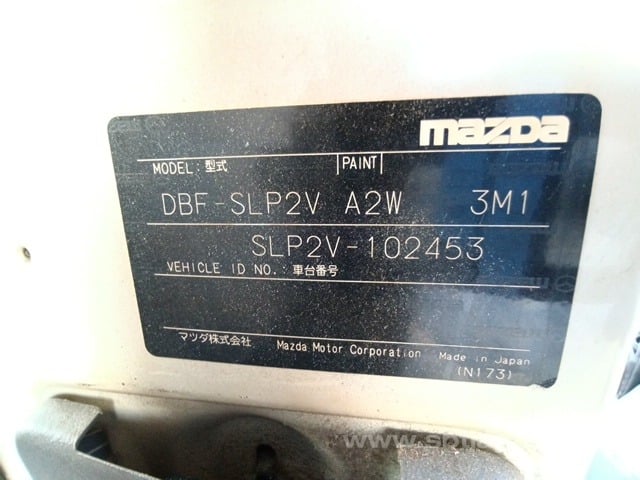 mazda
MODEL: 型式 PAINT
DBF-SLP2V A2W 3M1
SLP2V-102453
VEHICLE ID NO.: 車台番号
マツダ株式会社 Mazda Motor Corporation Made in Japan
(N173)